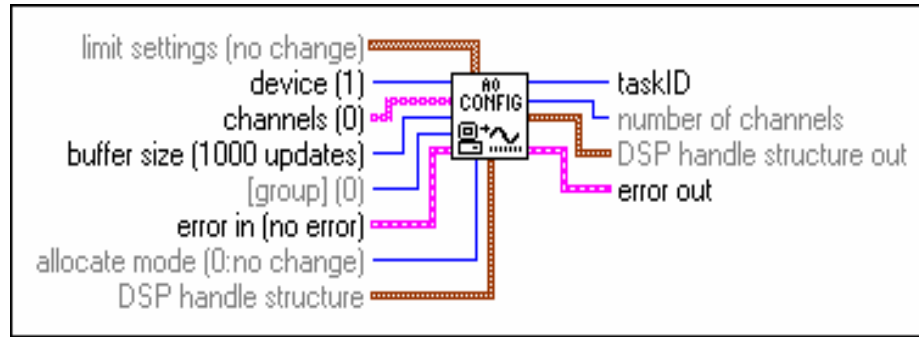 limit settings (no change)
device (1)
channels (0)
buffer size (1000 updates)
[group] (0)
error in (no error)
allocate mode (0:no change)
DSP handle structure
AO
CONFIG
taskID
number of channels
DSP handle structure out
error out